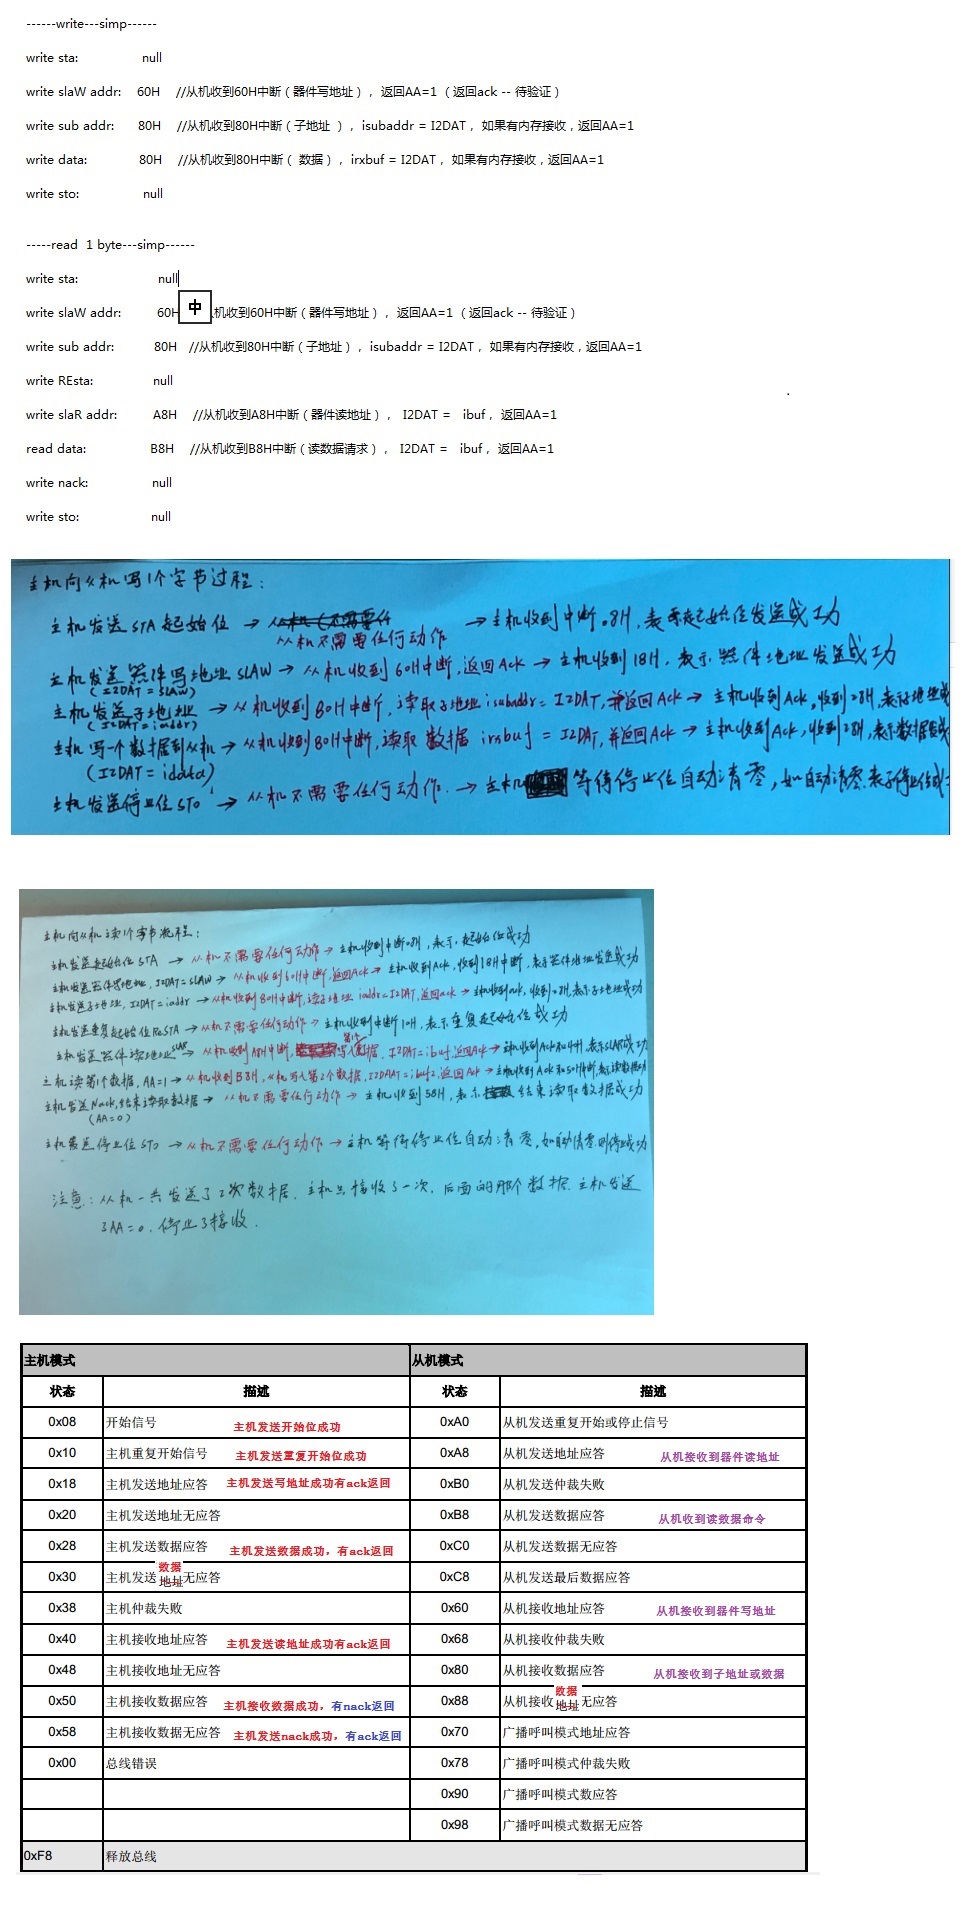 ------write---simp------
write sta: null
write slaW addr: 60H //从机收到60H中断（器件写地址），返回AA=1 （返回ack -- 待验证）
write sub addr: 80H //从机收到80H中断（子地址 ），isubaddr = I2DAT， 如果有内存接收，返回AA=1
write data: 80H //从机收到80H中断（ 数据），irxbuf = I2DAT， 如果有内存接收，返回AA=1
write sto: null
-----read 1 byte---simp------
write sta: null
write slaW addr: 60H 中 机收到60H中断（器件写地址），返回AA=1 （返回ack -- 待验证）
write sub addr: 80H //从机收到80H中断（子地址），isubaddr = I2DAT， 如果有内存接收，返回AA=1
write REsta: null
write slaR addr: A8H //从机收到A8H中断（器件读地址）， I2DAT = ibuf，返回AA=1
read data: B8H //从机收到B8H中断（读数据请求）， I2DAT = ibuf，返回AA=1
write nack: null
write sto: null
主机向从机写1个字节过程：
主机发送STA起始位 → 从机不需要任何动作 → 主机收到中断08H，表示起始位发送成功
主机发送器件写地址SLAW → 从机收到60H中断，返回Ack → 主机收到18H，表示器件地址发送成功
(I2DAT = SLAW)
主机发送子地址 → 从机收到80H中断，读取子地址isubaddr = I2DAT，并返回Ack → 主机收到Ack，收到28H，表示子地址成
(I2DAT = iaddr)
主机写一个数据到从机 → 从机收到80H中断，读取数据irxbuf = I2DAT，并返回Ack → 主机收到Ack，收到28H，表示数据
(I2DAT = idata)
主机发送停止位STO → 从机不需要任何动作 → 主机 等待停止位自动清零，如自动清零表示停止位成
主机向从机读1个字节流程：
主机发送起始位STA → 从机不需要任何动作 → 主机收到中断08H，表示起始位成功
主机发送器件写地址，I2DAT = SLAW → 从机收到60H中断，返回Ack → 主机收到Ack，收到18H中断，表示器件地址发送成功
主机发送子地址，I2DAT = iaddr → 从机收到80H中断，读子地址 iaddr = I2DAT，返回ack → 主机收到ack，收到28H，表示子地址成功
主机发送重复起始位ReSTA → 从机不需要任何动作 → 主机收到中断10H，表示重复起始位成功
主机发送器件读地址SLAR → 从机收到A8H中断，写入第1个数据，I2DAT = ibuf，返回Ack → 主机收到Ack和40H，表示SLAR成功
主机读第1个数据，AA=1 → 从机收到B8H，从机写入第2个数据，I2DAT = ibuf2，返回Ack → 主机收到Ack和50H中断，表示读数据成功
主机发送Nack，结束读取数据 → 从机不需要任何动作 → 主机收到58H，表示 结束读取数据成功
(AA=0)
主机发送停止位STO → 从机不需要任何动作 → 主机等待停止位自动清零，如自动清零则停止成功
注意：从机一共发送了2次数据，主机只接收了一次，后面的那个数据，主机发送
了AA=0，停止了接收.
主机模式 从机模式
状态 描述 状态 描述
0x08 开始信号 主机发送开始位成功 0xA0 从机发送重复开始或停止信号
0x10 主机重复开始信号 主机发送重复开始位成功 0xA8 从机发送地址应答 从机接收到器件读地址
0x18 主机发送地址应答 主机发送写地址成功有ack返回 0xB0 从机发送仲裁失败
0x20 主机发送地址无应答 0xB8 从机发送数据应答 从机收到读数据命令
0x28 主机发送数据应答 主机发送数据成功，有ack返回 0xC0 从机发送数据无应答
0x30 主机发送数据地址无应答 0xC8 从机发送最后数据应答
0x38 主机仲裁失败 0x60 从机接收地址应答 从机接收到器件写地址
0x40 主机接收地址应答 主机发送读地址成功有ack返回 0x68 从机接收仲裁失败
0x48 主机接收地址无应答 0x80 从机接收数据应答 从机接收到子地址或数据
0x50 主机接收数据应答 主机接收数据成功，有nack返回 0x88 从机接收数据地址无应答
0x58 主机接收数据无应答 主机发送nack成功，有ack返回 0x70 广播呼叫模式地址应答
0x00 总线错误 0x78 广播呼叫模式仲裁失败
0x90 广播呼叫模式数应答
0x98 广播呼叫模式数据无应答
0xF8 释放总线